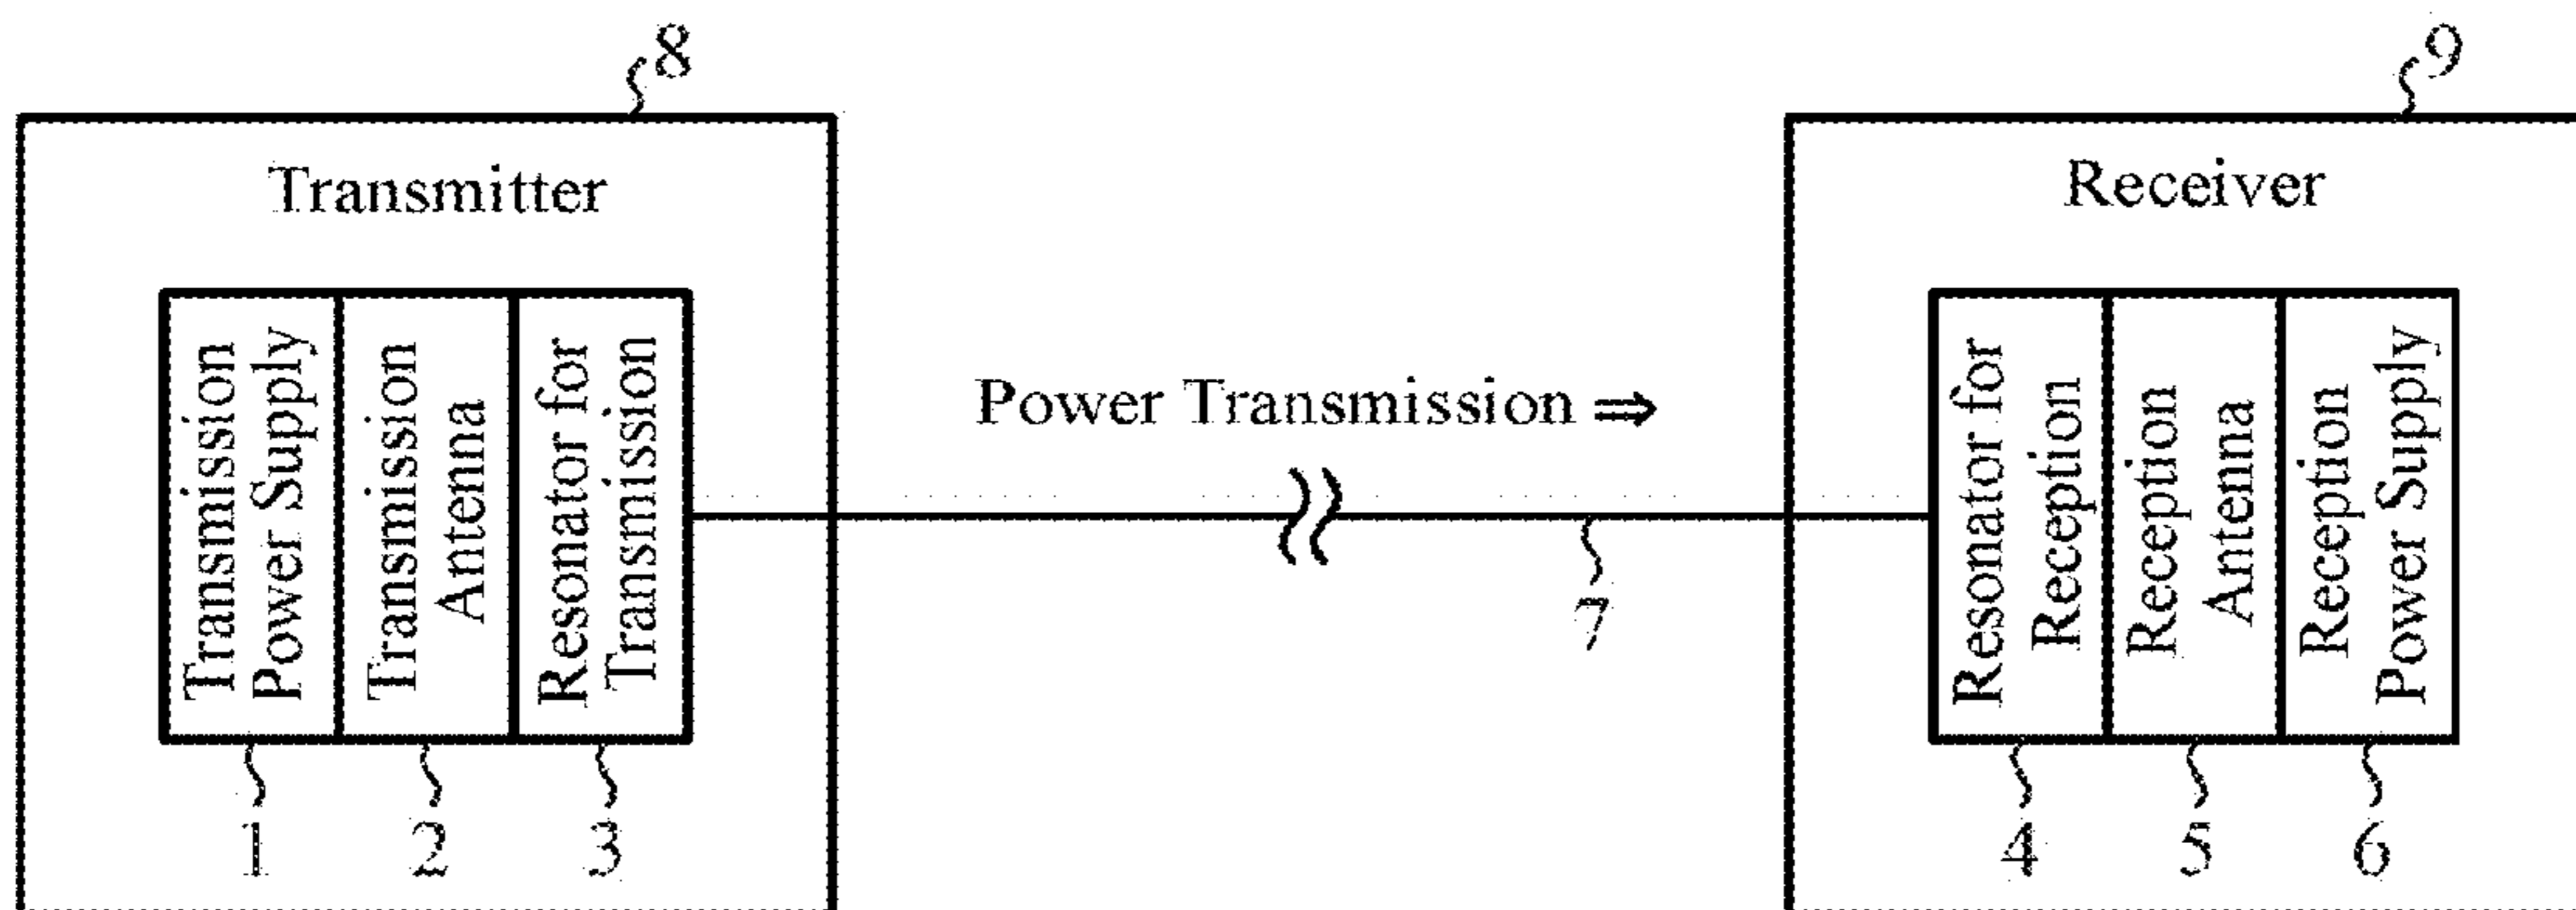 8
9
Transmitter
Receiver
Transmission
Power Supply
Transmission
Antenna
Resonator for
Transmission
Power Transmission ⇒
7
Resonator for
Reception
Reception
Antenna
Reception
Power Supply
1
2
3
4
5
6